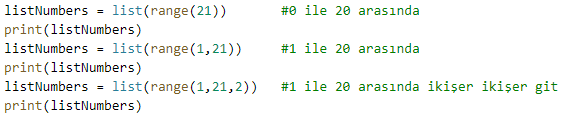 listNumbers = list(range(21))       #0 ile 20 arasında
print(listNumbers)
listNumbers = list(range(1,21))     #1 ile 20 arasında
print(listNumbers)
listNumbers = list(range(1,21,2))   #1 ile 20 arasında ikişer ikişer git
print(listNumbers)